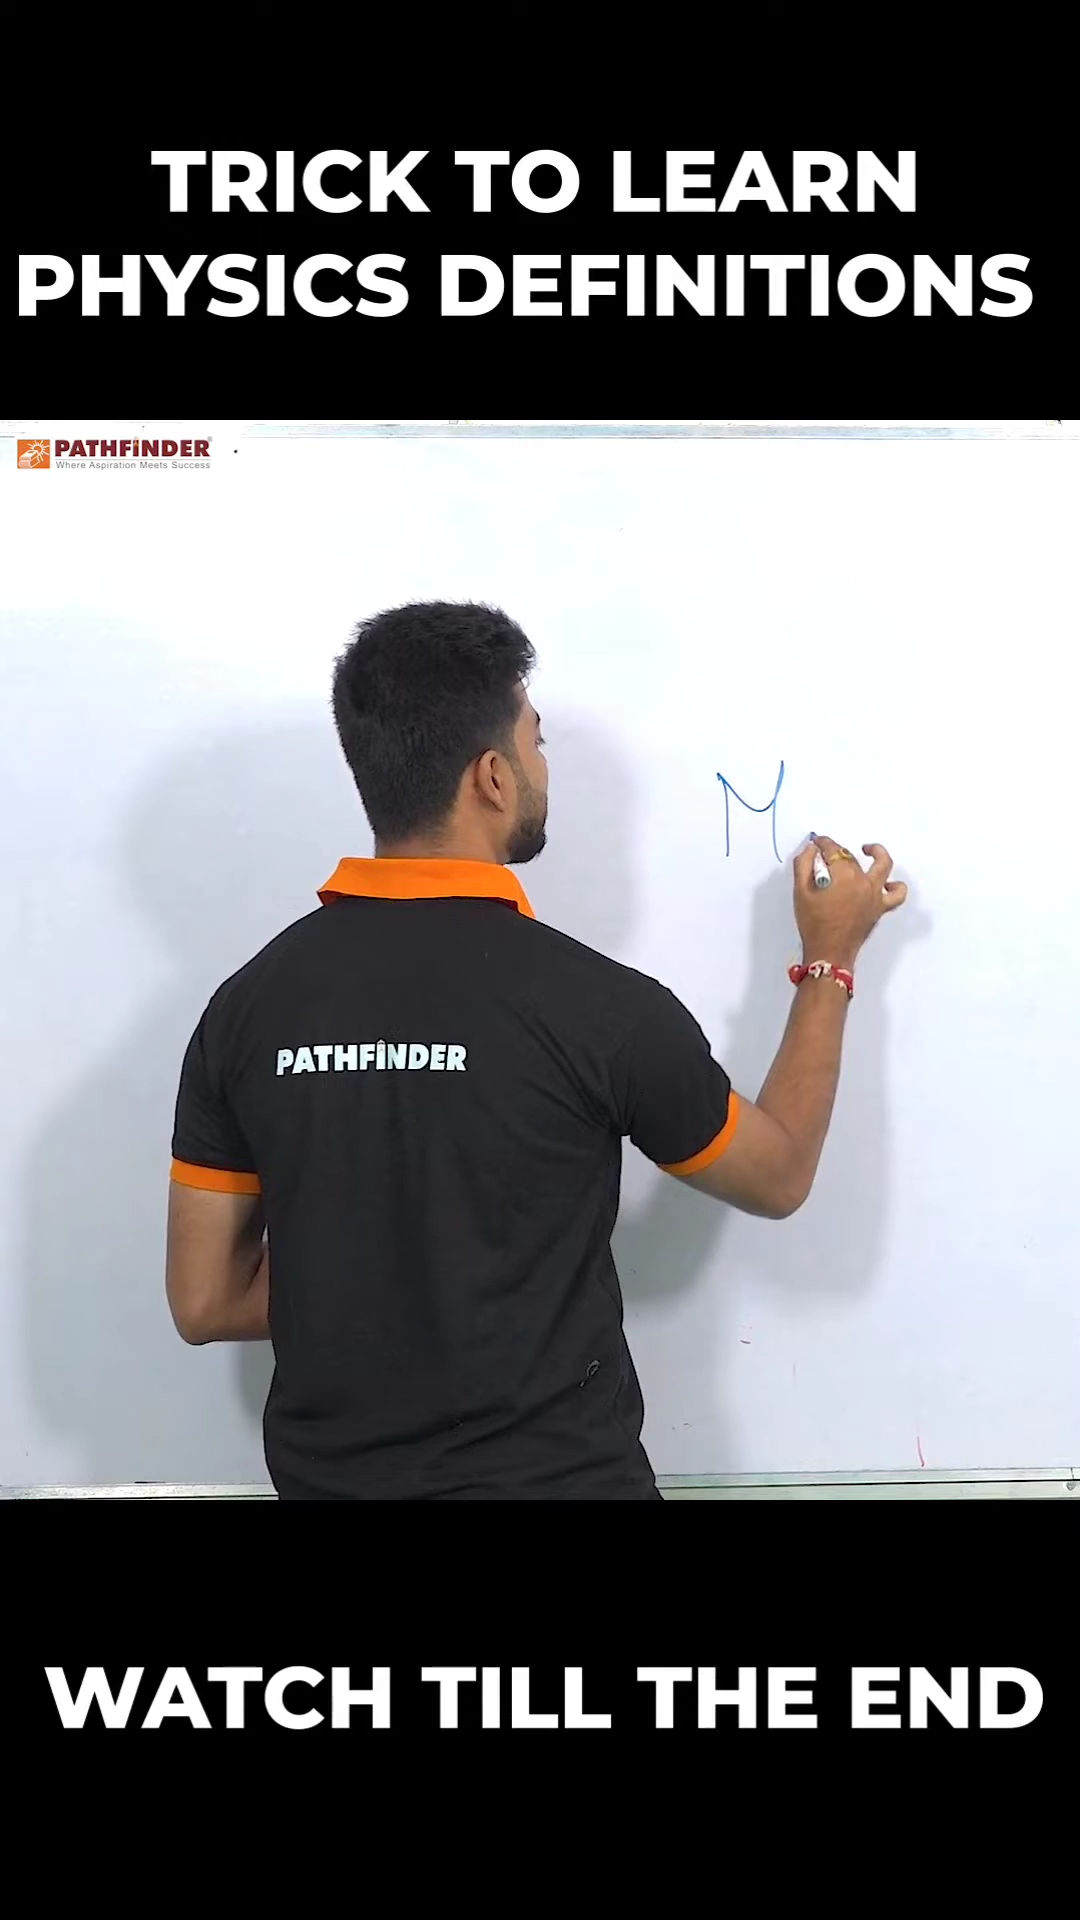 TRICK TO LEARN
PHYSICS DEFINITIONS
PATHFINDER
Where Aspiration Meets Success
M
PATHFINDER
WATCH TILL THE END